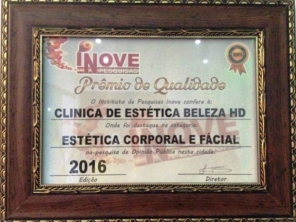 INOVE
PESQUISAS
Prêmio de Qualidade
O Instituto de Pesquisas Inove confere à:
CLINICA DE ESTÉTICA BELEZA HD
Onde foi destaque na categoria
ESTÉTICA CORPORAL E FACIAL
na pesquisa de Opinião Pública nesta cidade.
2016
Edição
Diretor